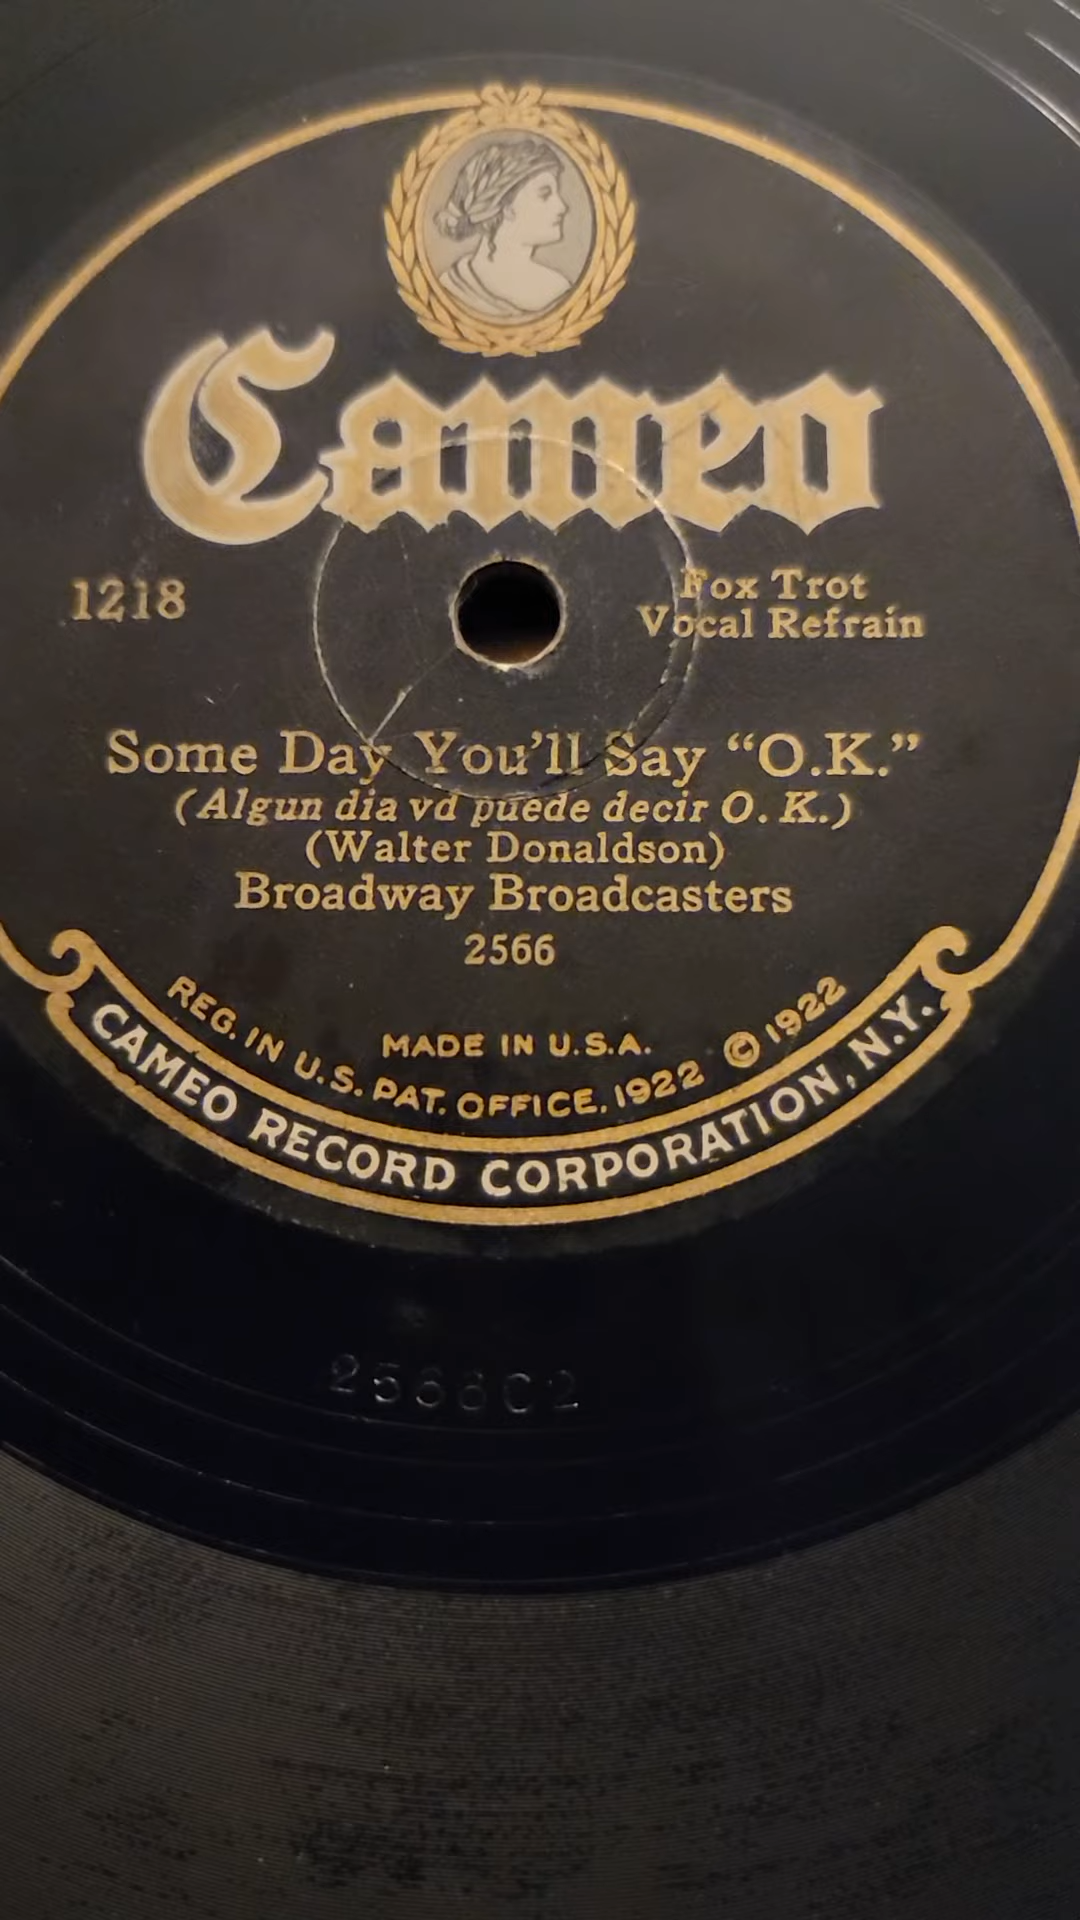 Cameo
1218
Fox Trot
Vocal Refrain
Some Day You'll Say "O.K."
(Algun dia vd puede decir O.K.)
(Walter Donaldson)
Broadway Broadcasters
2566
MADE IN U.S.A.
REG. IN U.S. PAT. OFFICE. 1922 © 1922
CAMEO RECORD CORPORATION, N.Y.